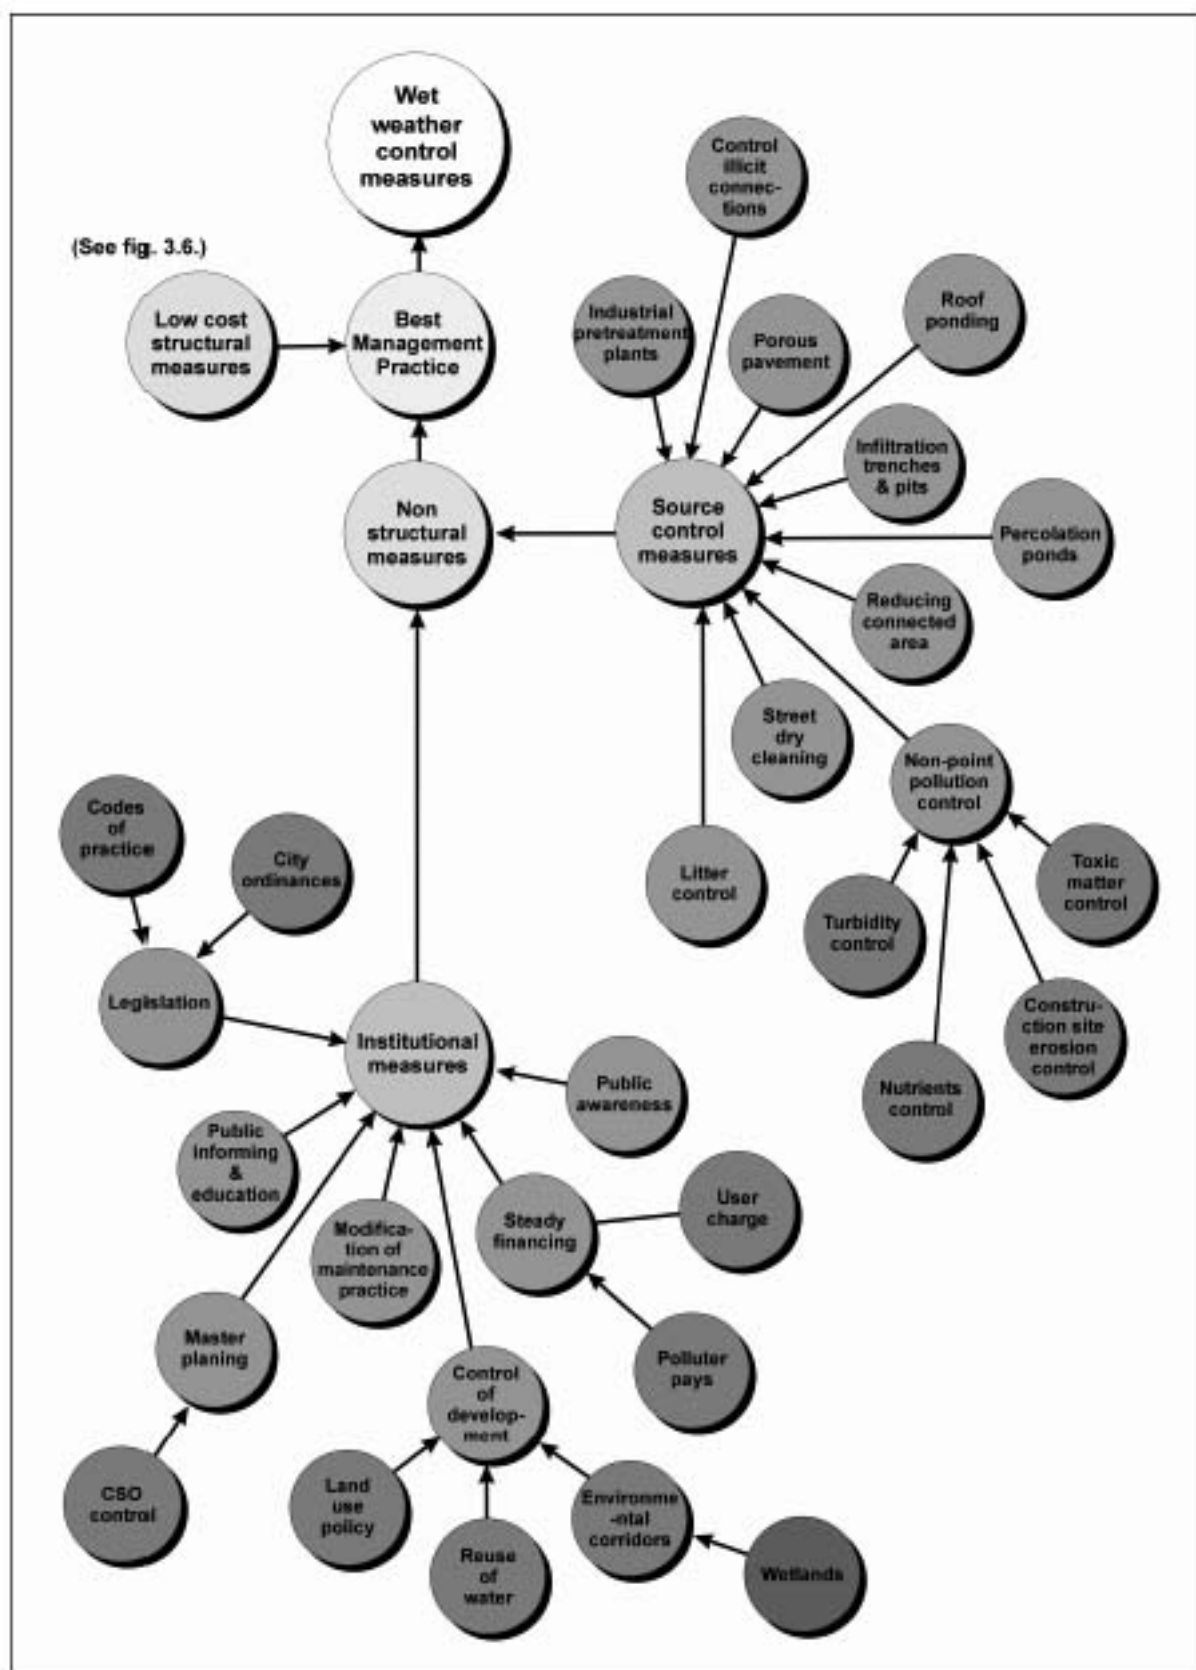 Wet
weather
control
measures
Control
illicit
connec-
tions
(See fig. 3.6.)
Low cost
structural
measures
Best
Management
Practice
Industrial
pretreatment
plants
Porous
pavement
Roof
ponding
Infiltration
trenches
& pits
Non
structural
measures
Source
control
measures
Percolation
ponds
Reducing
connected
area
Street
dry
cleaning
Non-point
pollution
control
Codes
of
practice
City
ordinances
Litter
control
Toxic
matter
control
Turbidity
control
Legislation
Institutional
measures
Constru-
ction site
erosion
control
Nutrients
control
Public
awareness
Public
informing
&
education
Modifica-
tion of
maintenance
practice
Steady
financing
User
charge
Master
planing
Control
of
develop-
ment
Polluter
pays
CSO
control
Land
use
policy
Reuse
of
water
Environme
-ntal
corridors
Wetlands